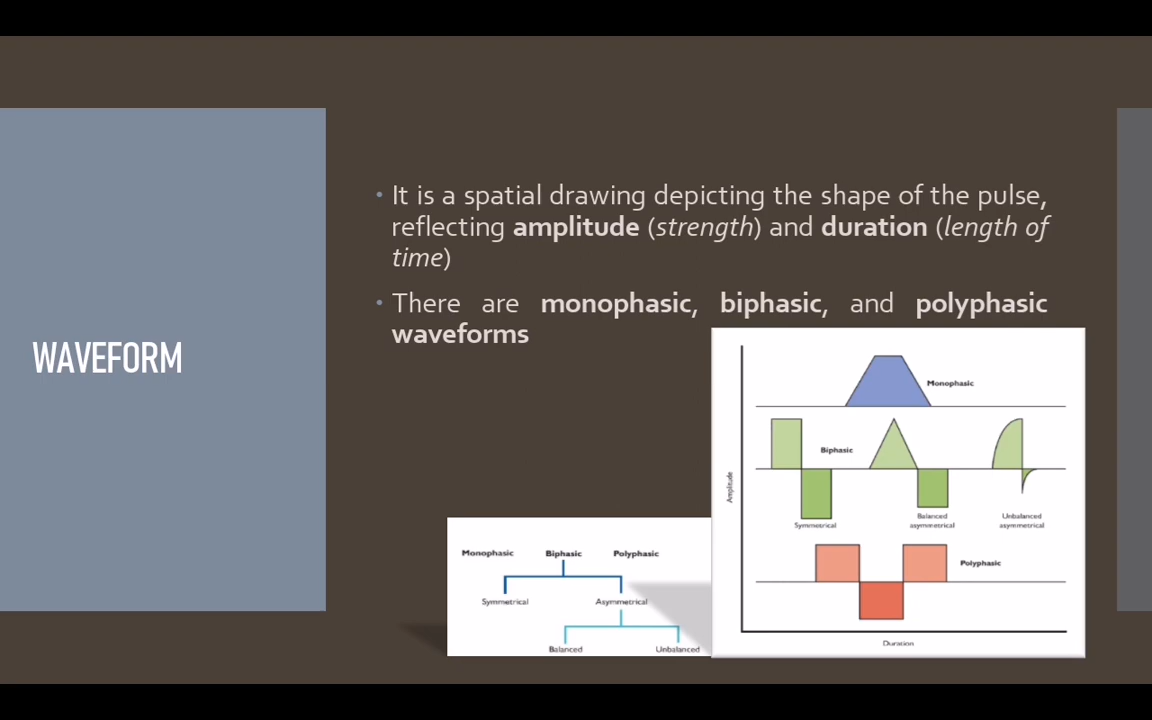 WAVEFORM
• It is a spatial drawing depicting the shape of the pulse,
reflecting amplitude (strength) and duration (length of
time)
• There are monophasic, biphasic, and polyphasic
waveforms
Monophasic Biphasic Polyphasic
Symmetrical Asymmetrical
Balanced Unbalanced
Amplitude
Monophasic
Biphasic
Symmetrical
Balanced
asymmetrical
Unbalanced
asymmetrical
Polyphasic
Duration